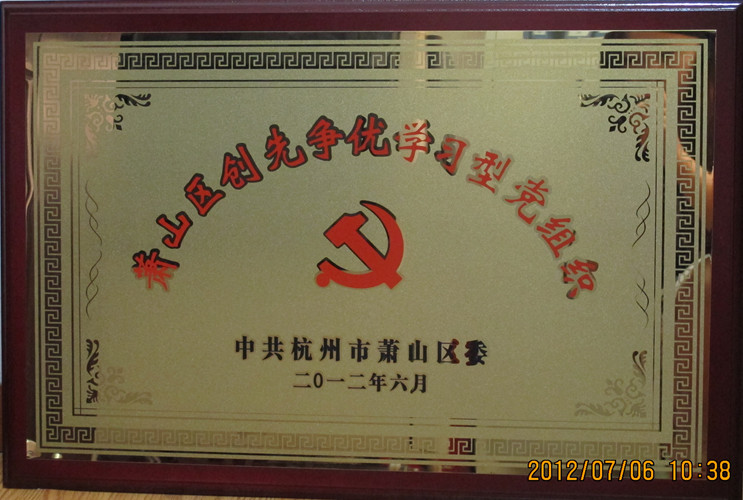 萧山区创先争优学习型党组织
中共杭州市萧山区委
二0一二年六月
2012/07/06 10:38